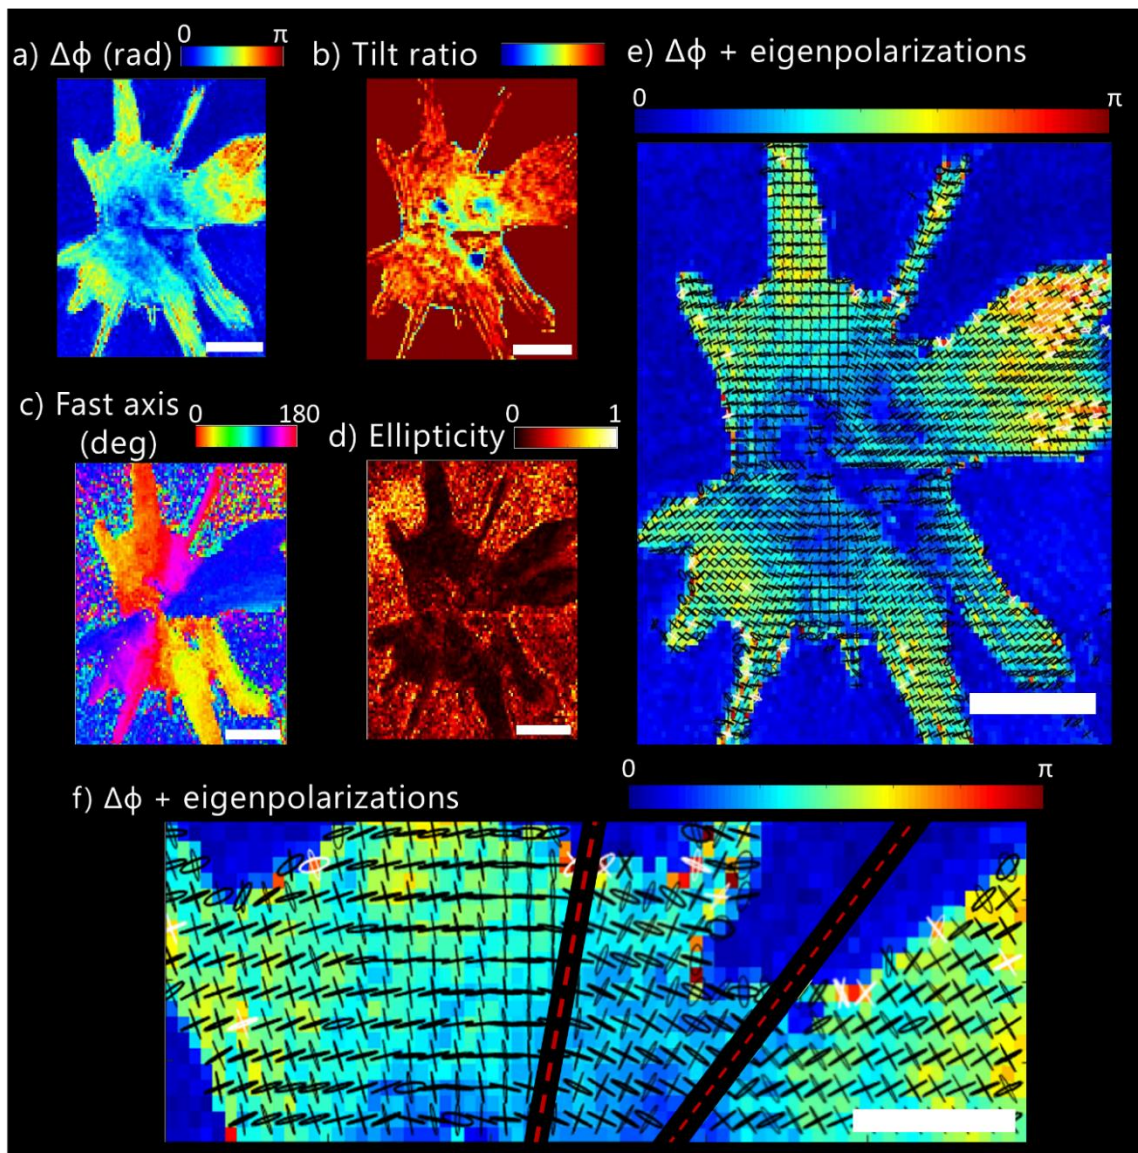 a) Δϕ (rad)
0 π
b) Tilt ratio
e) Δϕ + eigenpolarizations
0 π
c) Fast axis
(deg)
0 180
d) Ellipticity
0 1
f) Δϕ + eigenpolarizations
0 π